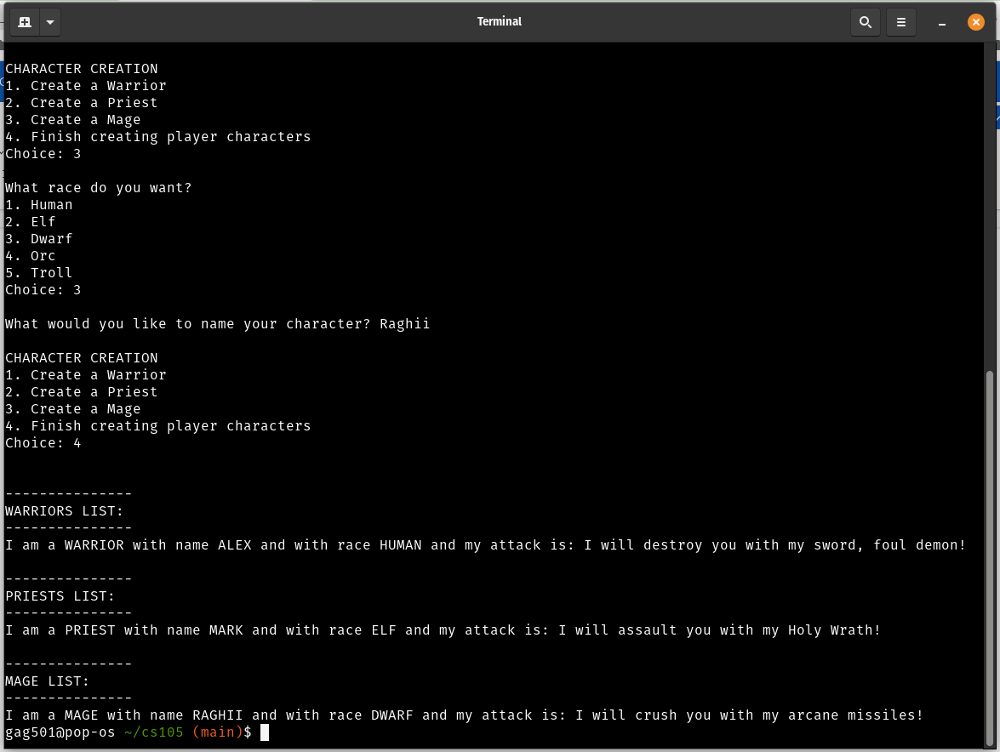 Terminal
CHARACTER CREATION
1. Create a Warrior
2. Create a Priest
3. Create a Mage
4. Finish creating player characters
Choice: 3
What race do you want?
1. Human
2. Elf
3. Dwarf
4. Orc
5. Troll
Choice: 3
What would you like to name your character? Raghii
CHARACTER CREATION
1. Create a Warrior
2. Create a Priest
3. Create a Mage
4. Finish creating player characters
Choice: 4
---------------
WARRIORS LIST:
---------------
I am a WARRIOR with name ALEX and with race HUMAN and my attack is: I will destroy you with my sword, foul demon!
---------------
PRIESTS LIST:
---------------
I am a PRIEST with name MARK and with race ELF and my attack is: I will assault you with my Holy Wrath!
---------------
MAGE LIST:
---------------
I am a MAGE with name RAGHII and with race DWARF and my attack is: I will crush you with my arcane missiles!
gag501@pop-os ~/cs105 (main)$